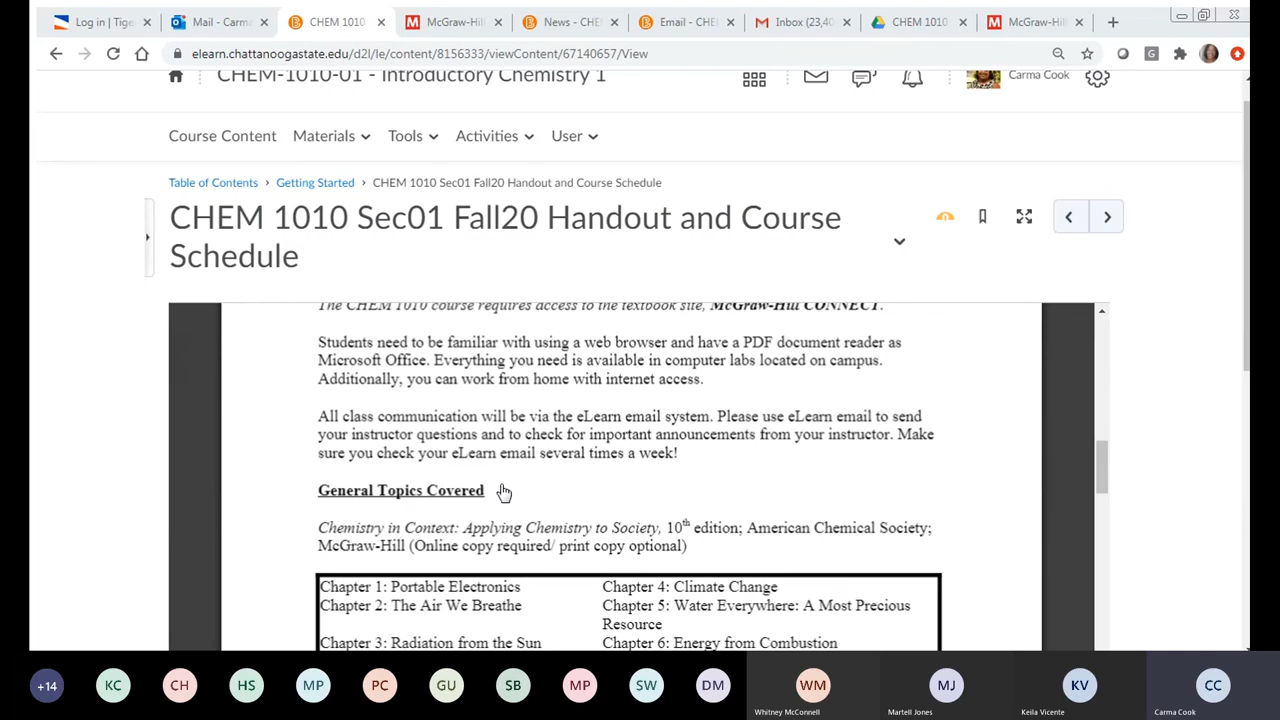 Log in | Tige
Mail - Carma
CHEM 1010
McGraw-Hill
News - CHE
Email - CHE
Inbox (23,40
CHEM 1010
McGraw-Hill
elearn.chattanoogastate.edu/d2l/le/content/8156333/viewContent/67140657/View
CHEM-1010-01 - Introductory Chemistry 1
Carma Cook
Course Content Materials Tools Activities User
Table of Contents > Getting Started > CHEM 1010 Sec01 Fall20 Handout and Course Schedule
CHEM 1010 Sec01 Fall20 Handout and Course
Schedule
The CHEM 1010 course requires access to the textbook site, McGraw-Hill CONNECT.
Students need to be familiar with using a web browser and have a PDF document reader as
Microsoft Office. Everything you need is available in computer labs located on campus.
Additionally, you can work from home with internet access.
All class communication will be via the eLearn email system. Please use eLearn email to send
your instructor questions and to check for important announcements from your instructor. Make
sure you check your eLearn email several times a week!
General Topics Covered
Chemistry in Context: Applying Chemistry to Society, 10th edition; American Chemical Society;
McGraw-Hill (Online copy required/ print copy optional)
Chapter 1: Portable Electronics
Chapter 2: The Air We Breathe
Chapter 3: Radiation from the Sun
Chapter 4: Climate Change
Chapter 5: Water Everywhere: A Most Precious
Resource
Chapter 6: Energy from Combustion
+14 KC CH HS MP PC GU SB MP SW DM WM MJ KV CC
Whitney McConnell
Martell Jones
Keila Vicente
Carma Cook